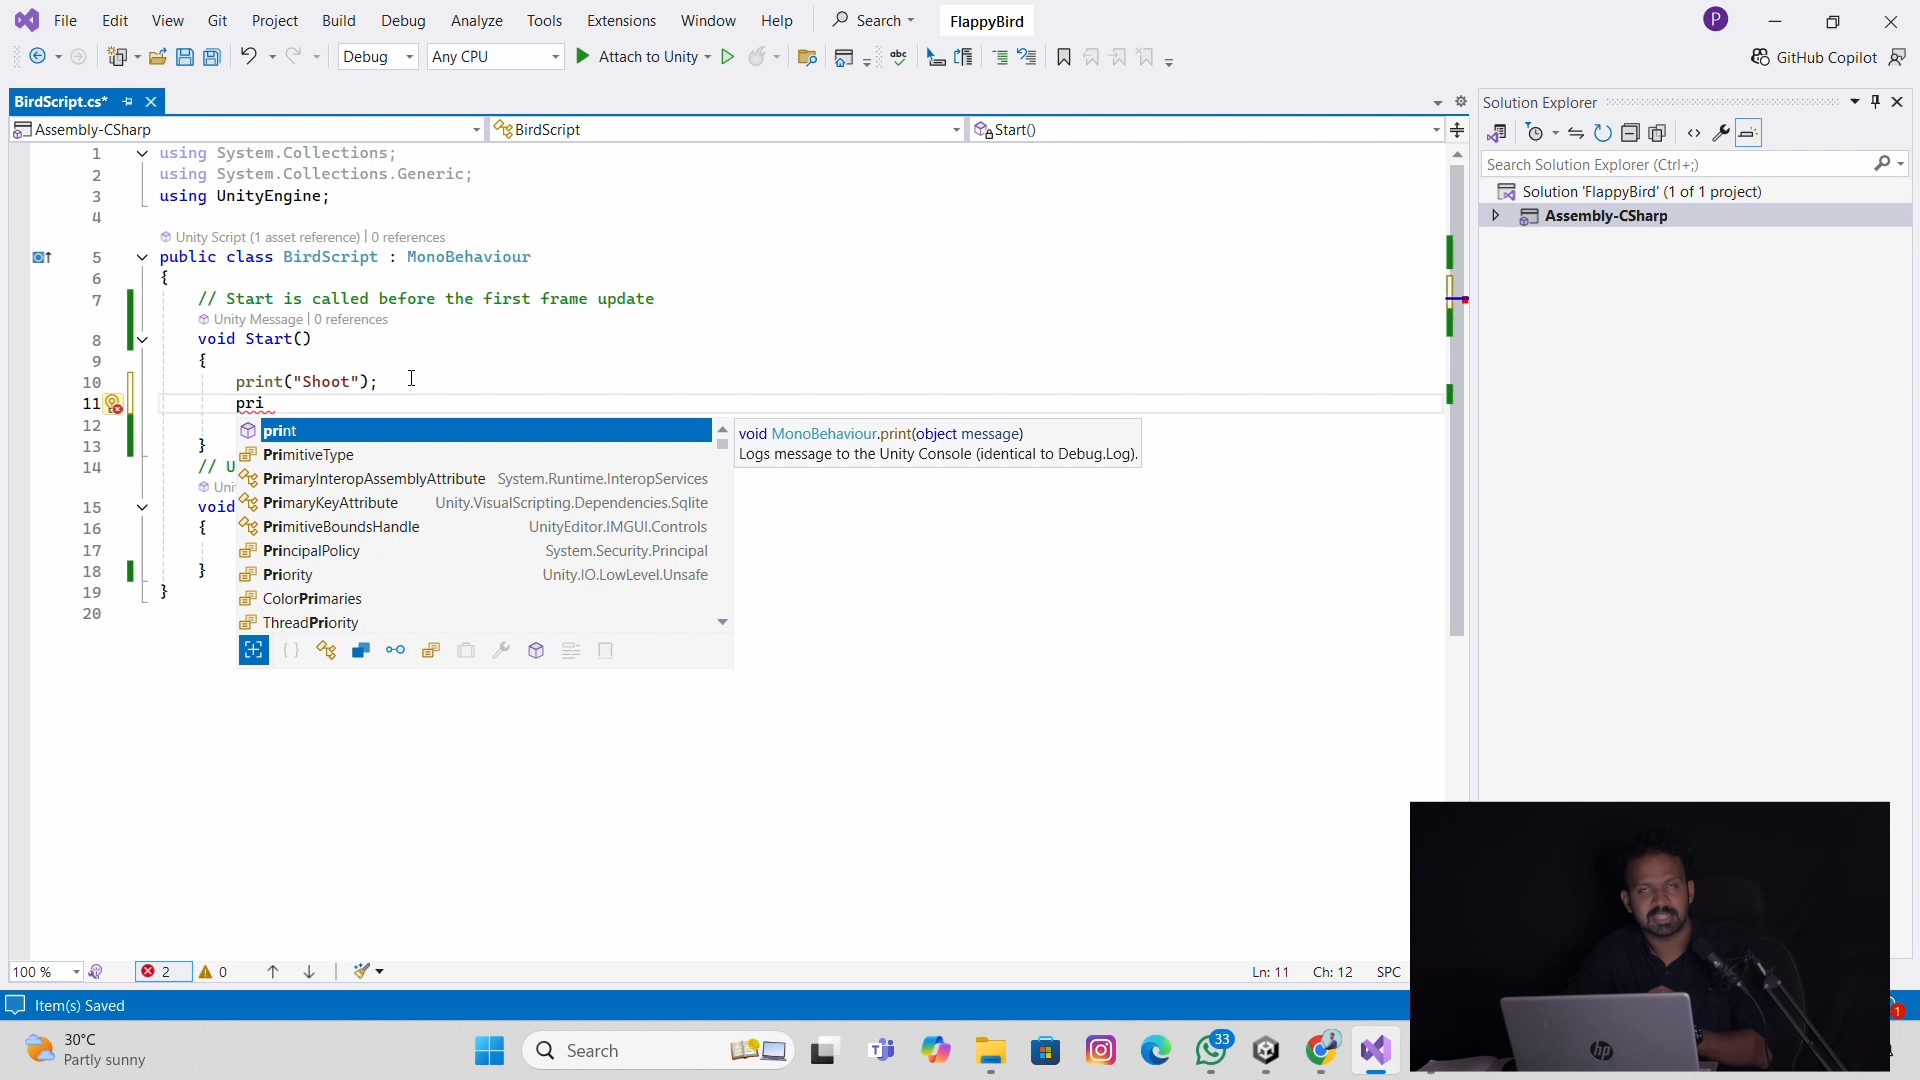 File Edit View Git Project Build Debug Analyze Tools Extensions Window Help Search FlappyBird P
Debug Any CPU Attach to Unity abc GitHub Copilot
BirdScript.cs*
Assembly-CSharp BirdScript Start()
1 using System.Collections;
2 using System.Collections.Generic;
3 using UnityEngine;
4
Unity Script (1 asset reference) | 0 references
5 public class BirdScript : MonoBehaviour
6 {
7 // Start is called before the first frame update
Unity Message | 0 references
8 void Start()
9 {
10 print("Shoot");
11 pri
12
13 }
14 // U
Uni
15 void
16 {
17
18 }
19 }
20
print
PrimitiveType
PrimaryInteropAssemblyAttribute System.Runtime.InteropServices
PrimaryKeyAttribute Unity.VisualScripting.Dependencies.Sqlite
PrimitiveBoundsHandle UnityEditor.IMGUI.Controls
PrincipalPolicy System.Security.Principal
Priority Unity.IO.LowLevel.Unsafe
ColorPrimaries
ThreadPriority
void MonoBehaviour.print(object message)
Logs message to the Unity Console (identical to Debug.Log).
Solution Explorer
Search Solution Explorer (Ctrl+;)
Solution 'FlappyBird' (1 of 1 project)
Assembly-CSharp
100 % 2 0 Ln: 11 Ch: 12 SPC
Item(s) Saved 1
30°C
Partly sunny
Search
33
hp